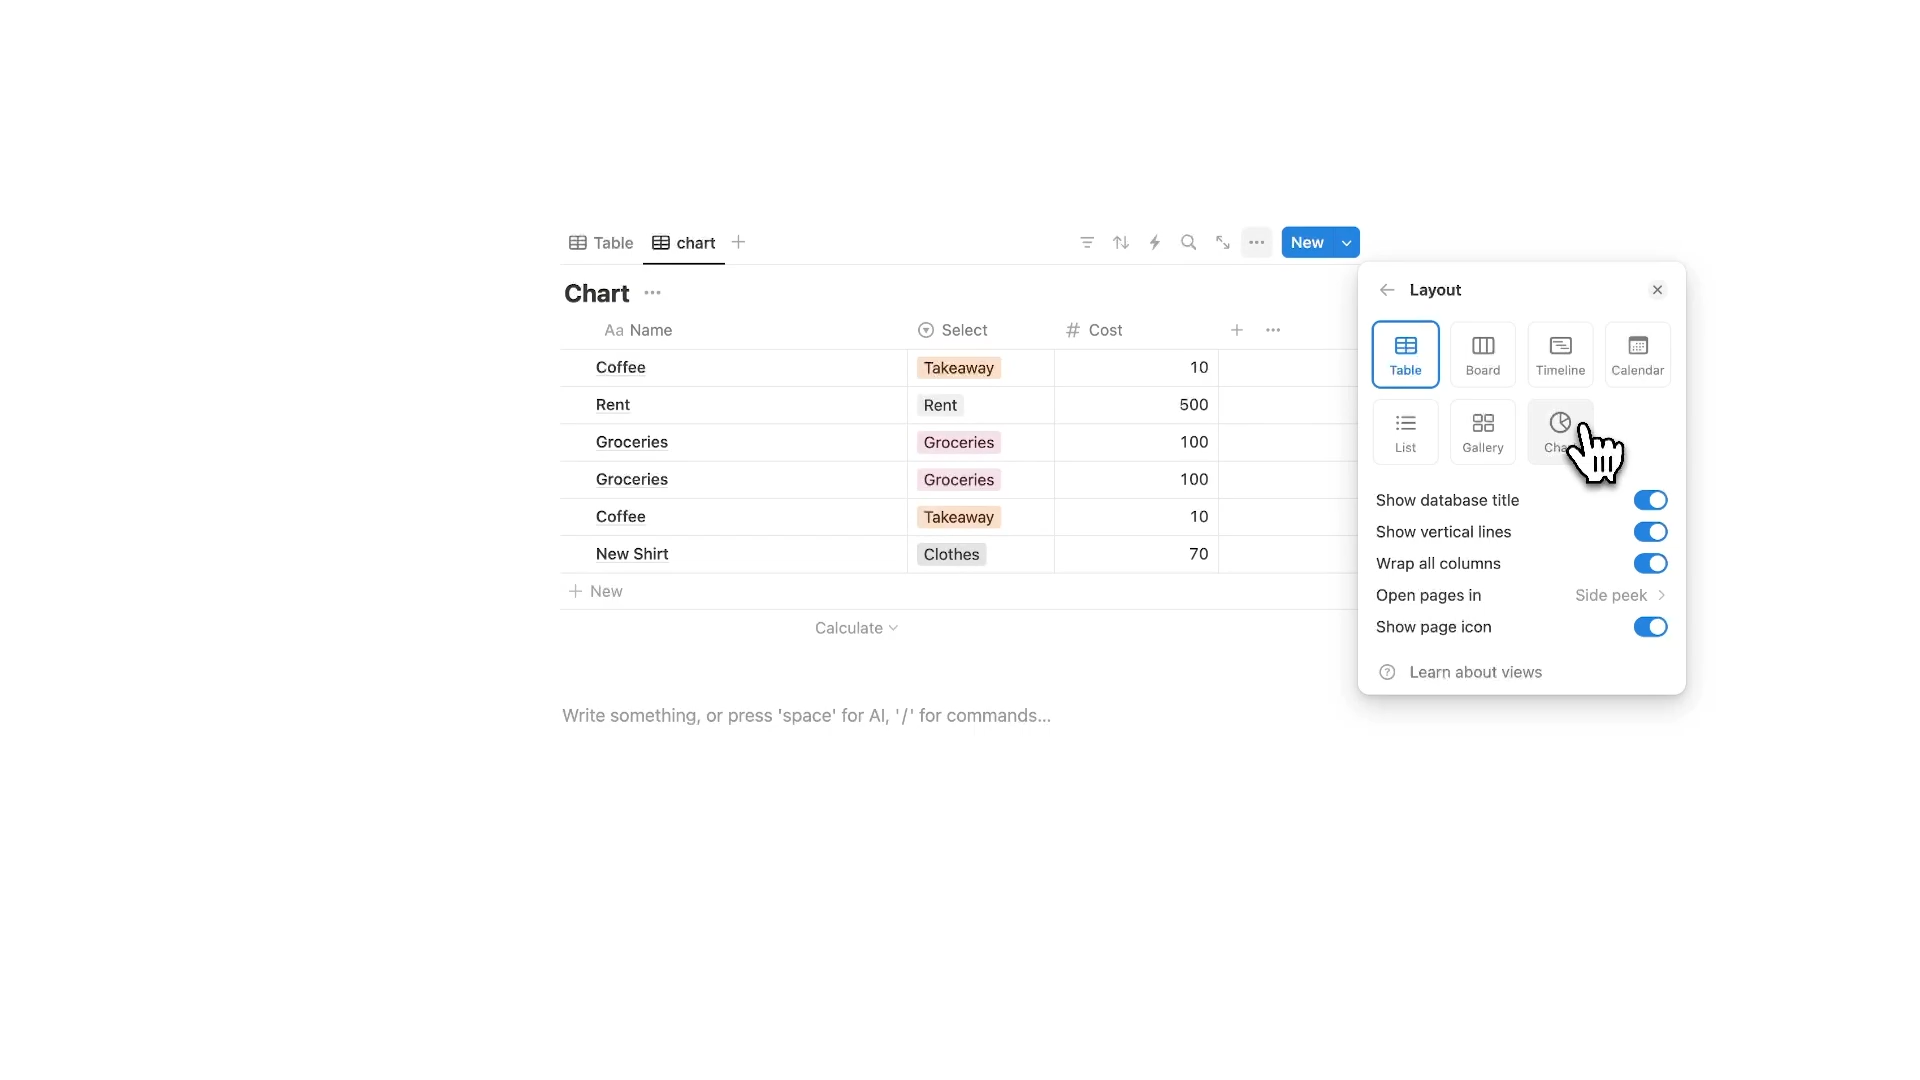 Table chart
New
Chart
Aa Name Select # Cost
Coffee Takeaway 10
Rent Rent 500
Groceries Groceries 100
Groceries Groceries 100
Coffee Takeaway 10
New Shirt Clothes 70
New
Calculate
Write something, or press 'space' for AI, '/' for commands...
Layout
Table Board Timeline Calendar
List Gallery
Show database title
Show vertical lines
Wrap all columns
Open pages in Side peek
Show page icon
? Learn about views